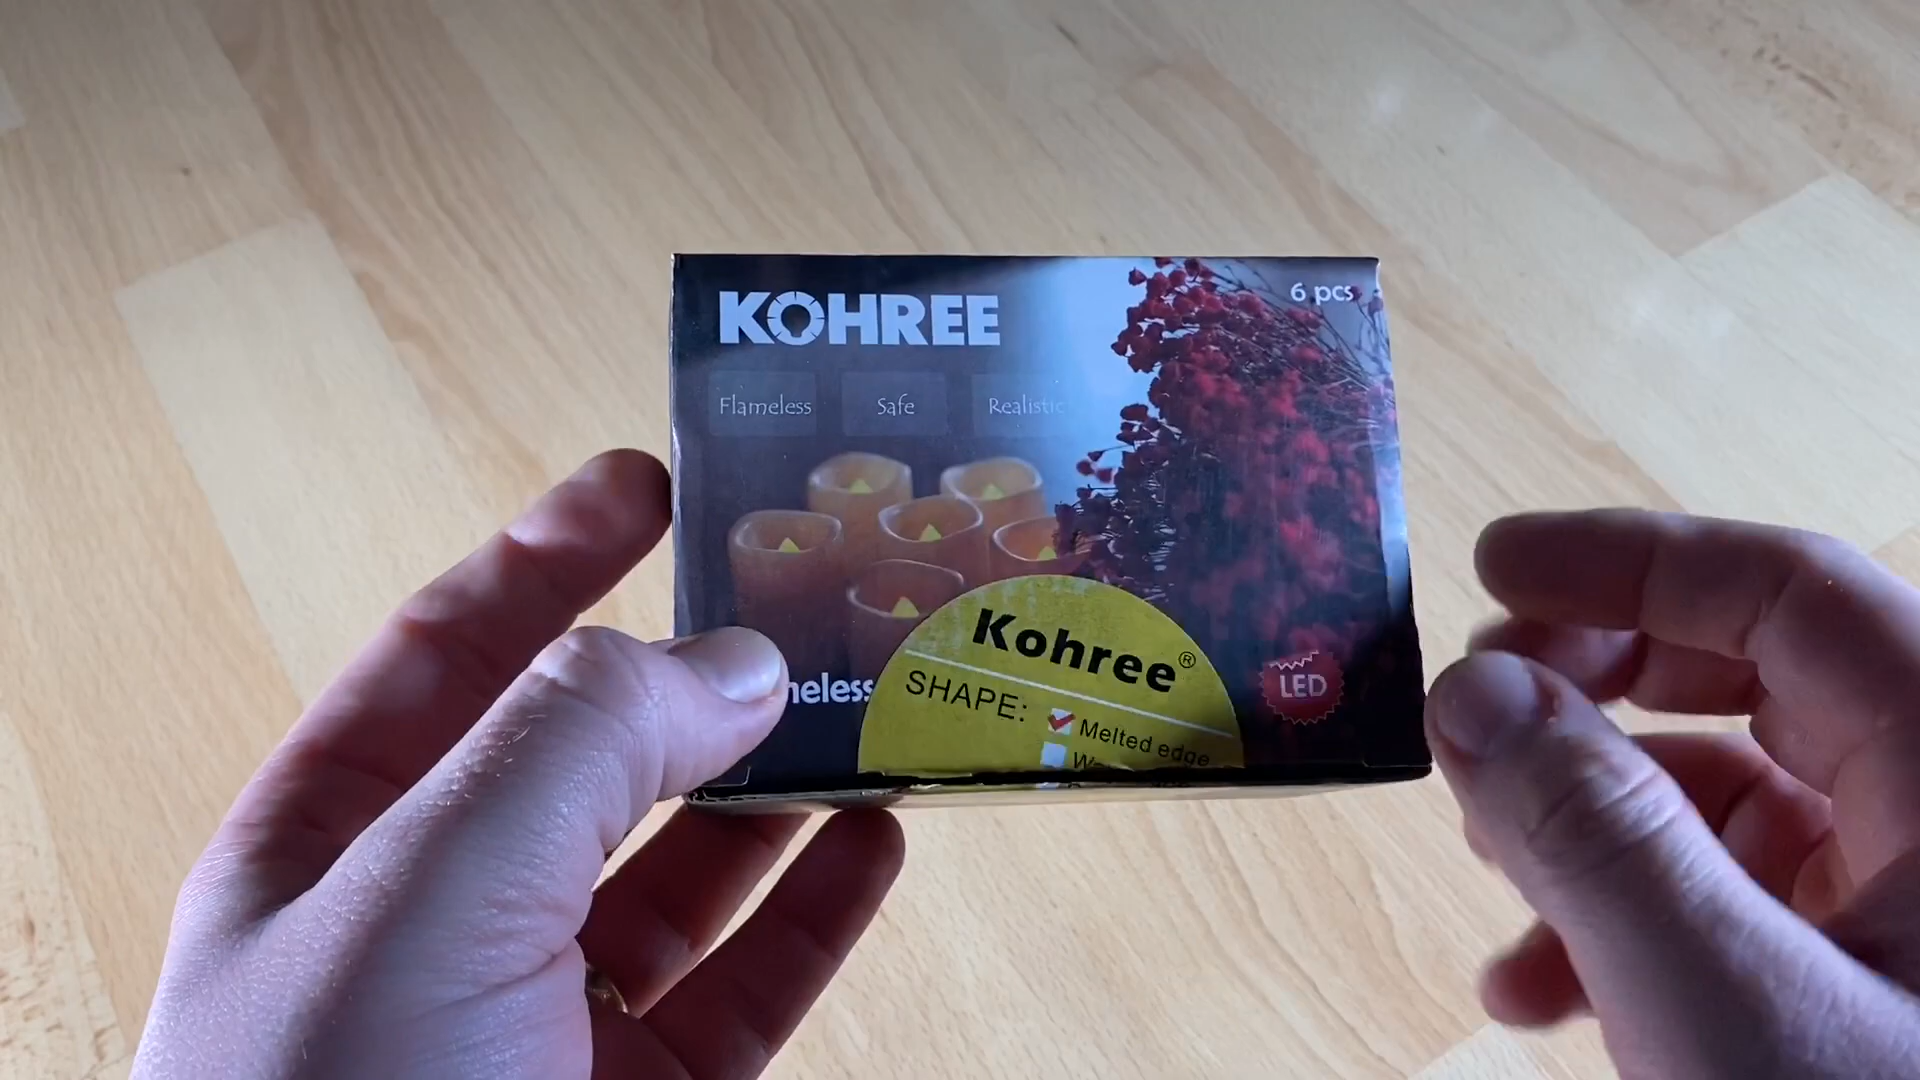 KOHREE
6 pcs
Flameless Safe Realistic
Kohree®
SHAPE: Melted edge
LED